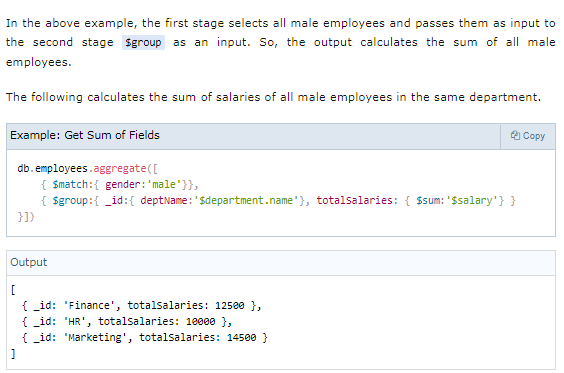 In the above example, the first stage selects all male employees and passes them as input to
the second stage $group as an input. So, the output calculates the sum of all male
employees.
The following calculates the sum of salaries of all male employees in the same department.
Example: Get Sum of Fields
Copy
db.employees.aggregate([
    { $match:{ gender:'male'}},
    { $group:{ _id:{ deptName:'$department.name'}, totalSalaries: { $sum:'$salary'} }
}])
Output
[
  { _id: 'Finance', totalSalaries: 12500 },
  { _id: 'HR', totalSalaries: 10000 },
  { _id: 'Marketing', totalSalaries: 14500 }
]